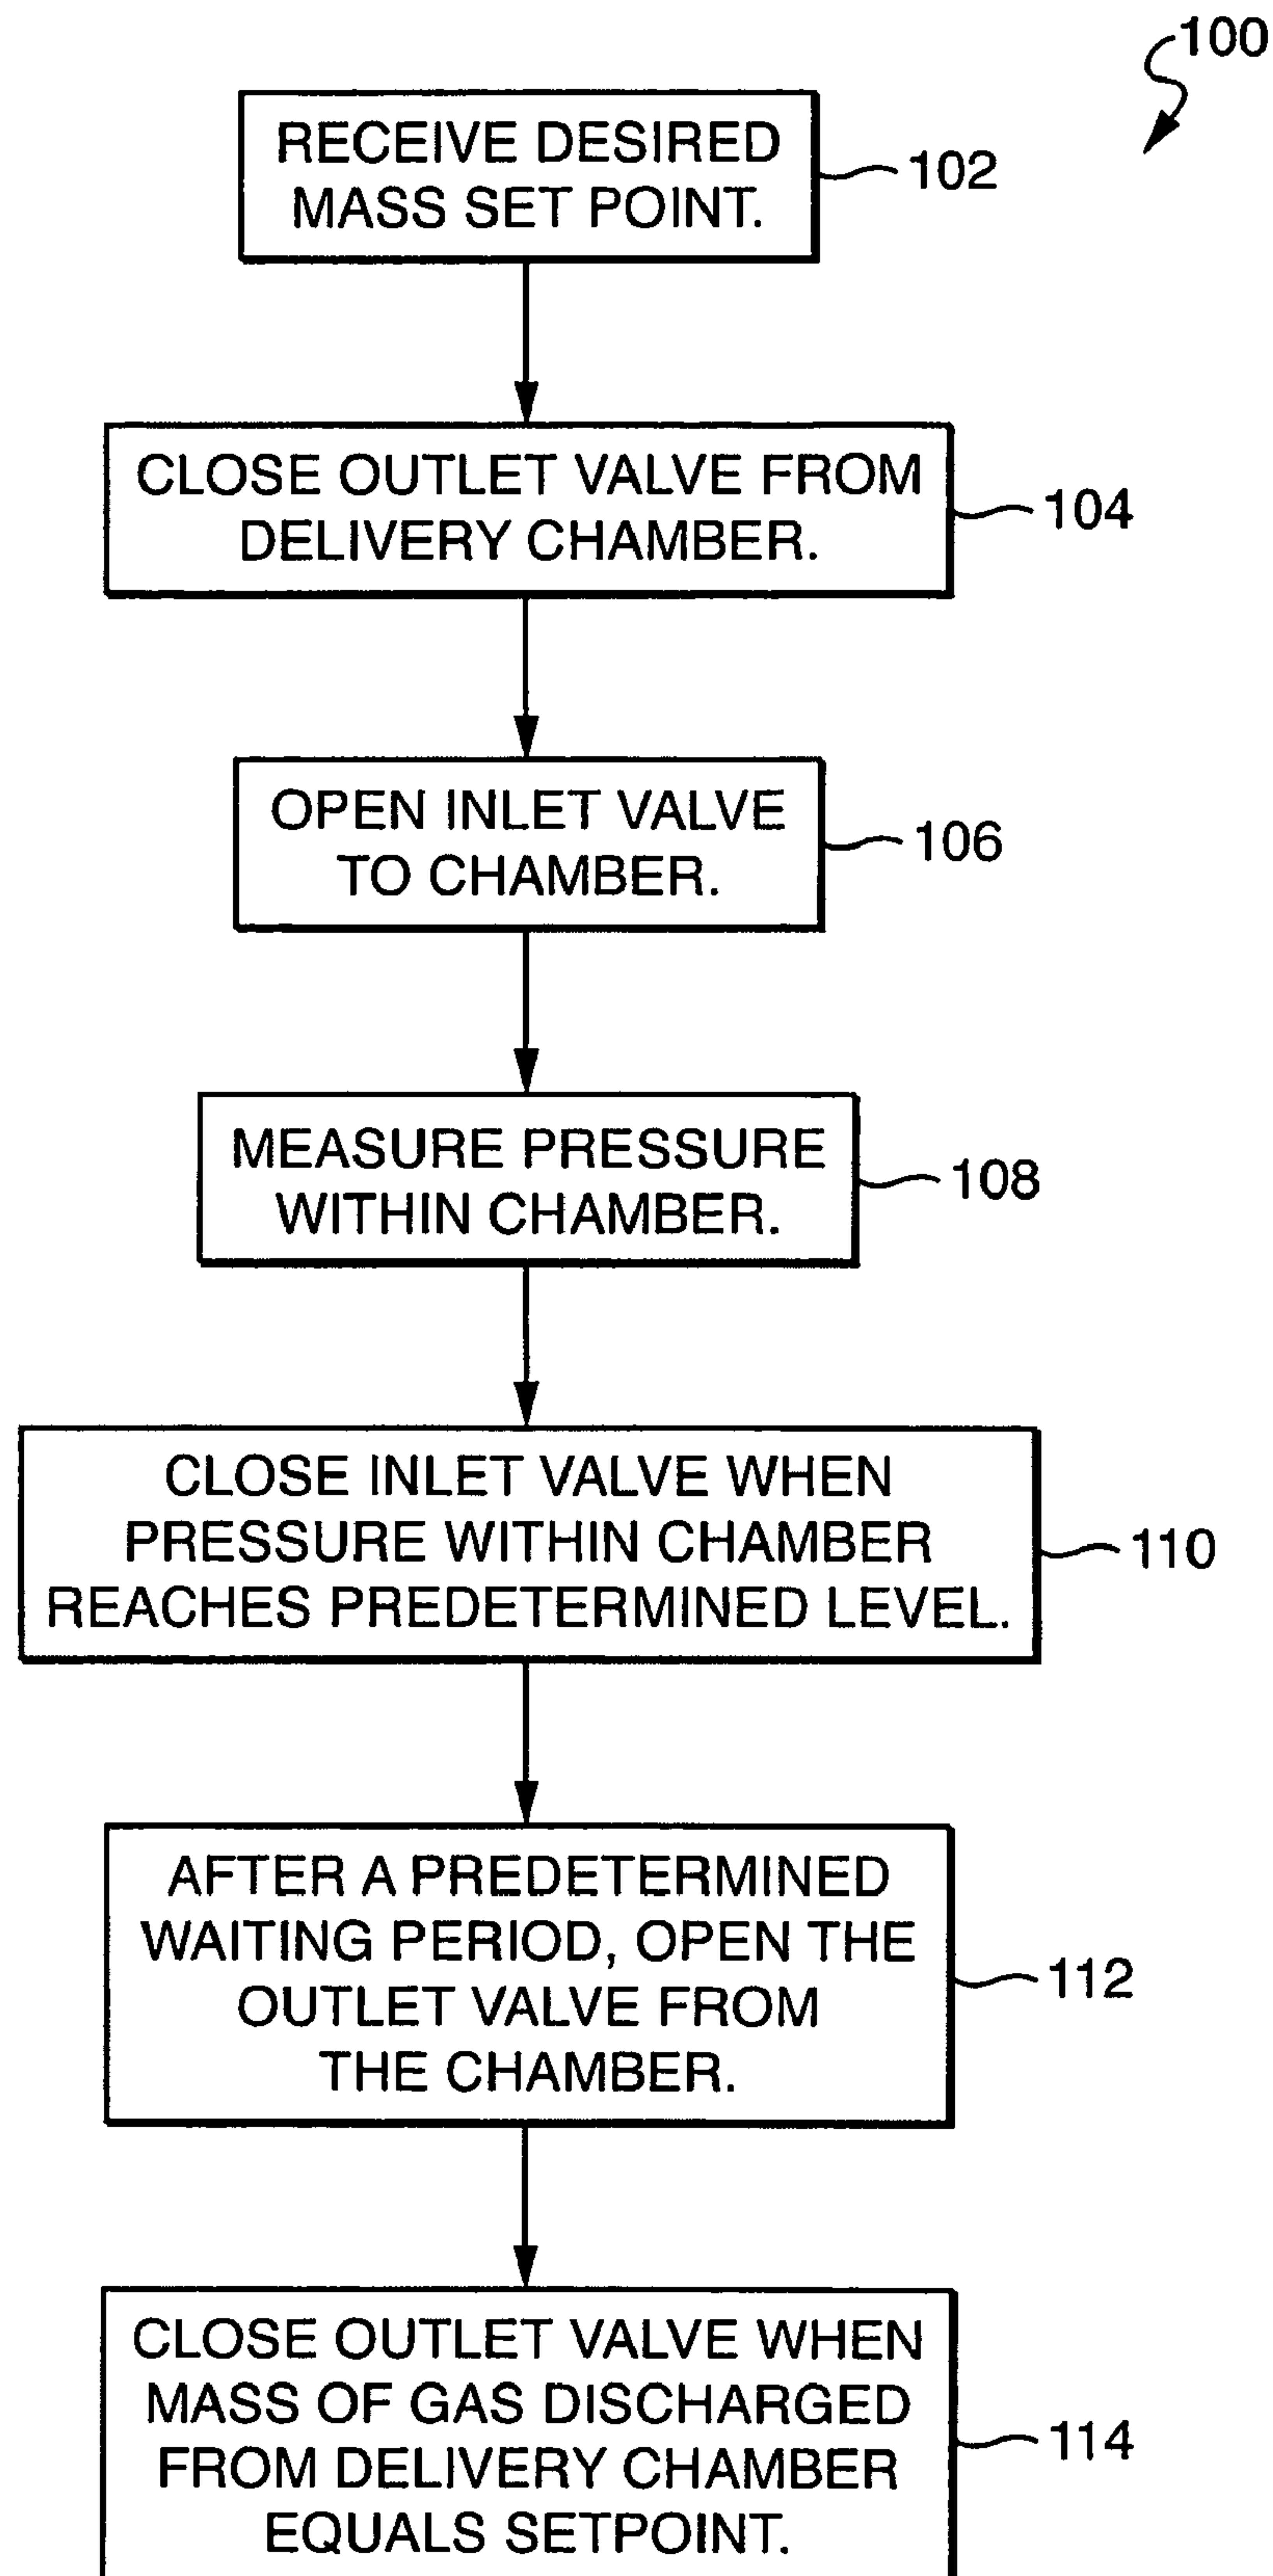 100
RECEIVE DESIRED
MASS SET POINT.
102
CLOSE OUTLET VALVE FROM
DELIVERY CHAMBER.
104
OPEN INLET VALVE
TO CHAMBER.
106
MEASURE PRESSURE
WITHIN CHAMBER.
108
CLOSE INLET VALVE WHEN
PRESSURE WITHIN CHAMBER
REACHES PREDETERMINED LEVEL.
110
AFTER A PREDETERMINED
WAITING PERIOD, OPEN THE
OUTLET VALVE FROM
THE CHAMBER.
112
CLOSE OUTLET VALVE WHEN
MASS OF GAS DISCHARGED
FROM DELIVERY CHAMBER
EQUALS SETPOINT.
114